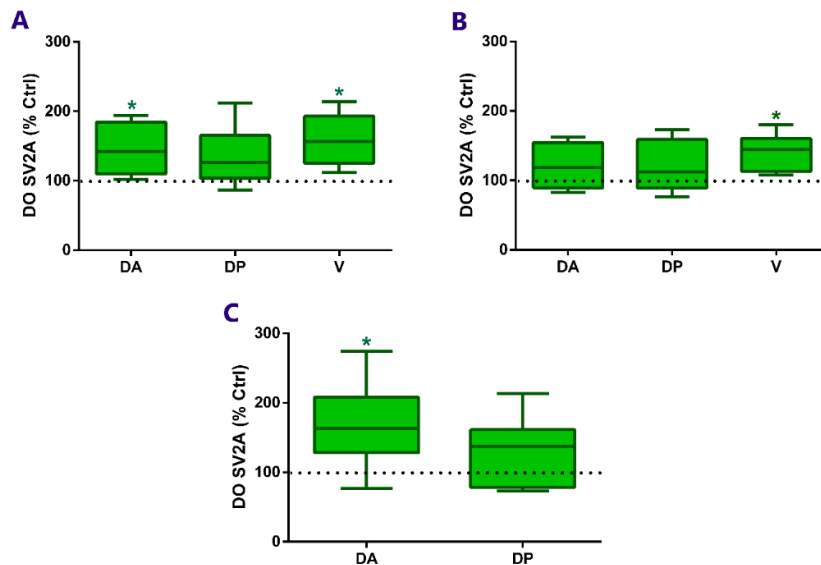 A
DO SV2A (% Ctrl)
300
200
100
0
*
*
DA
DP
V
B
DO SV2A (% Ctrl)
300
200
100
0
*
DA
DP
V
C
DO SV2A (% Ctrl)
300
200
100
0
*
DA
DP